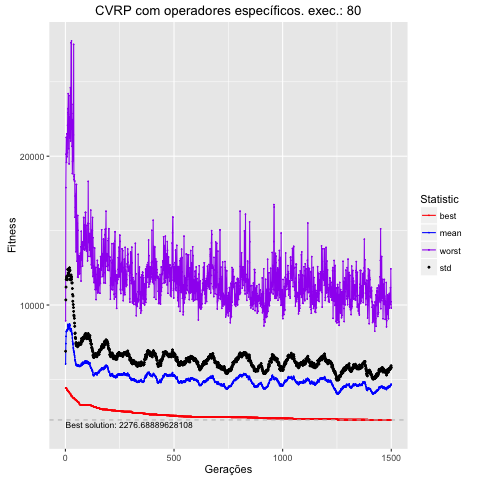 CVRP com operadores específicos. exec.: 80
20000
10000
Fitness
Best solution: 2276.68889628108
0 500 1000 1500
Gerações
Statistic
best
mean
worst
std